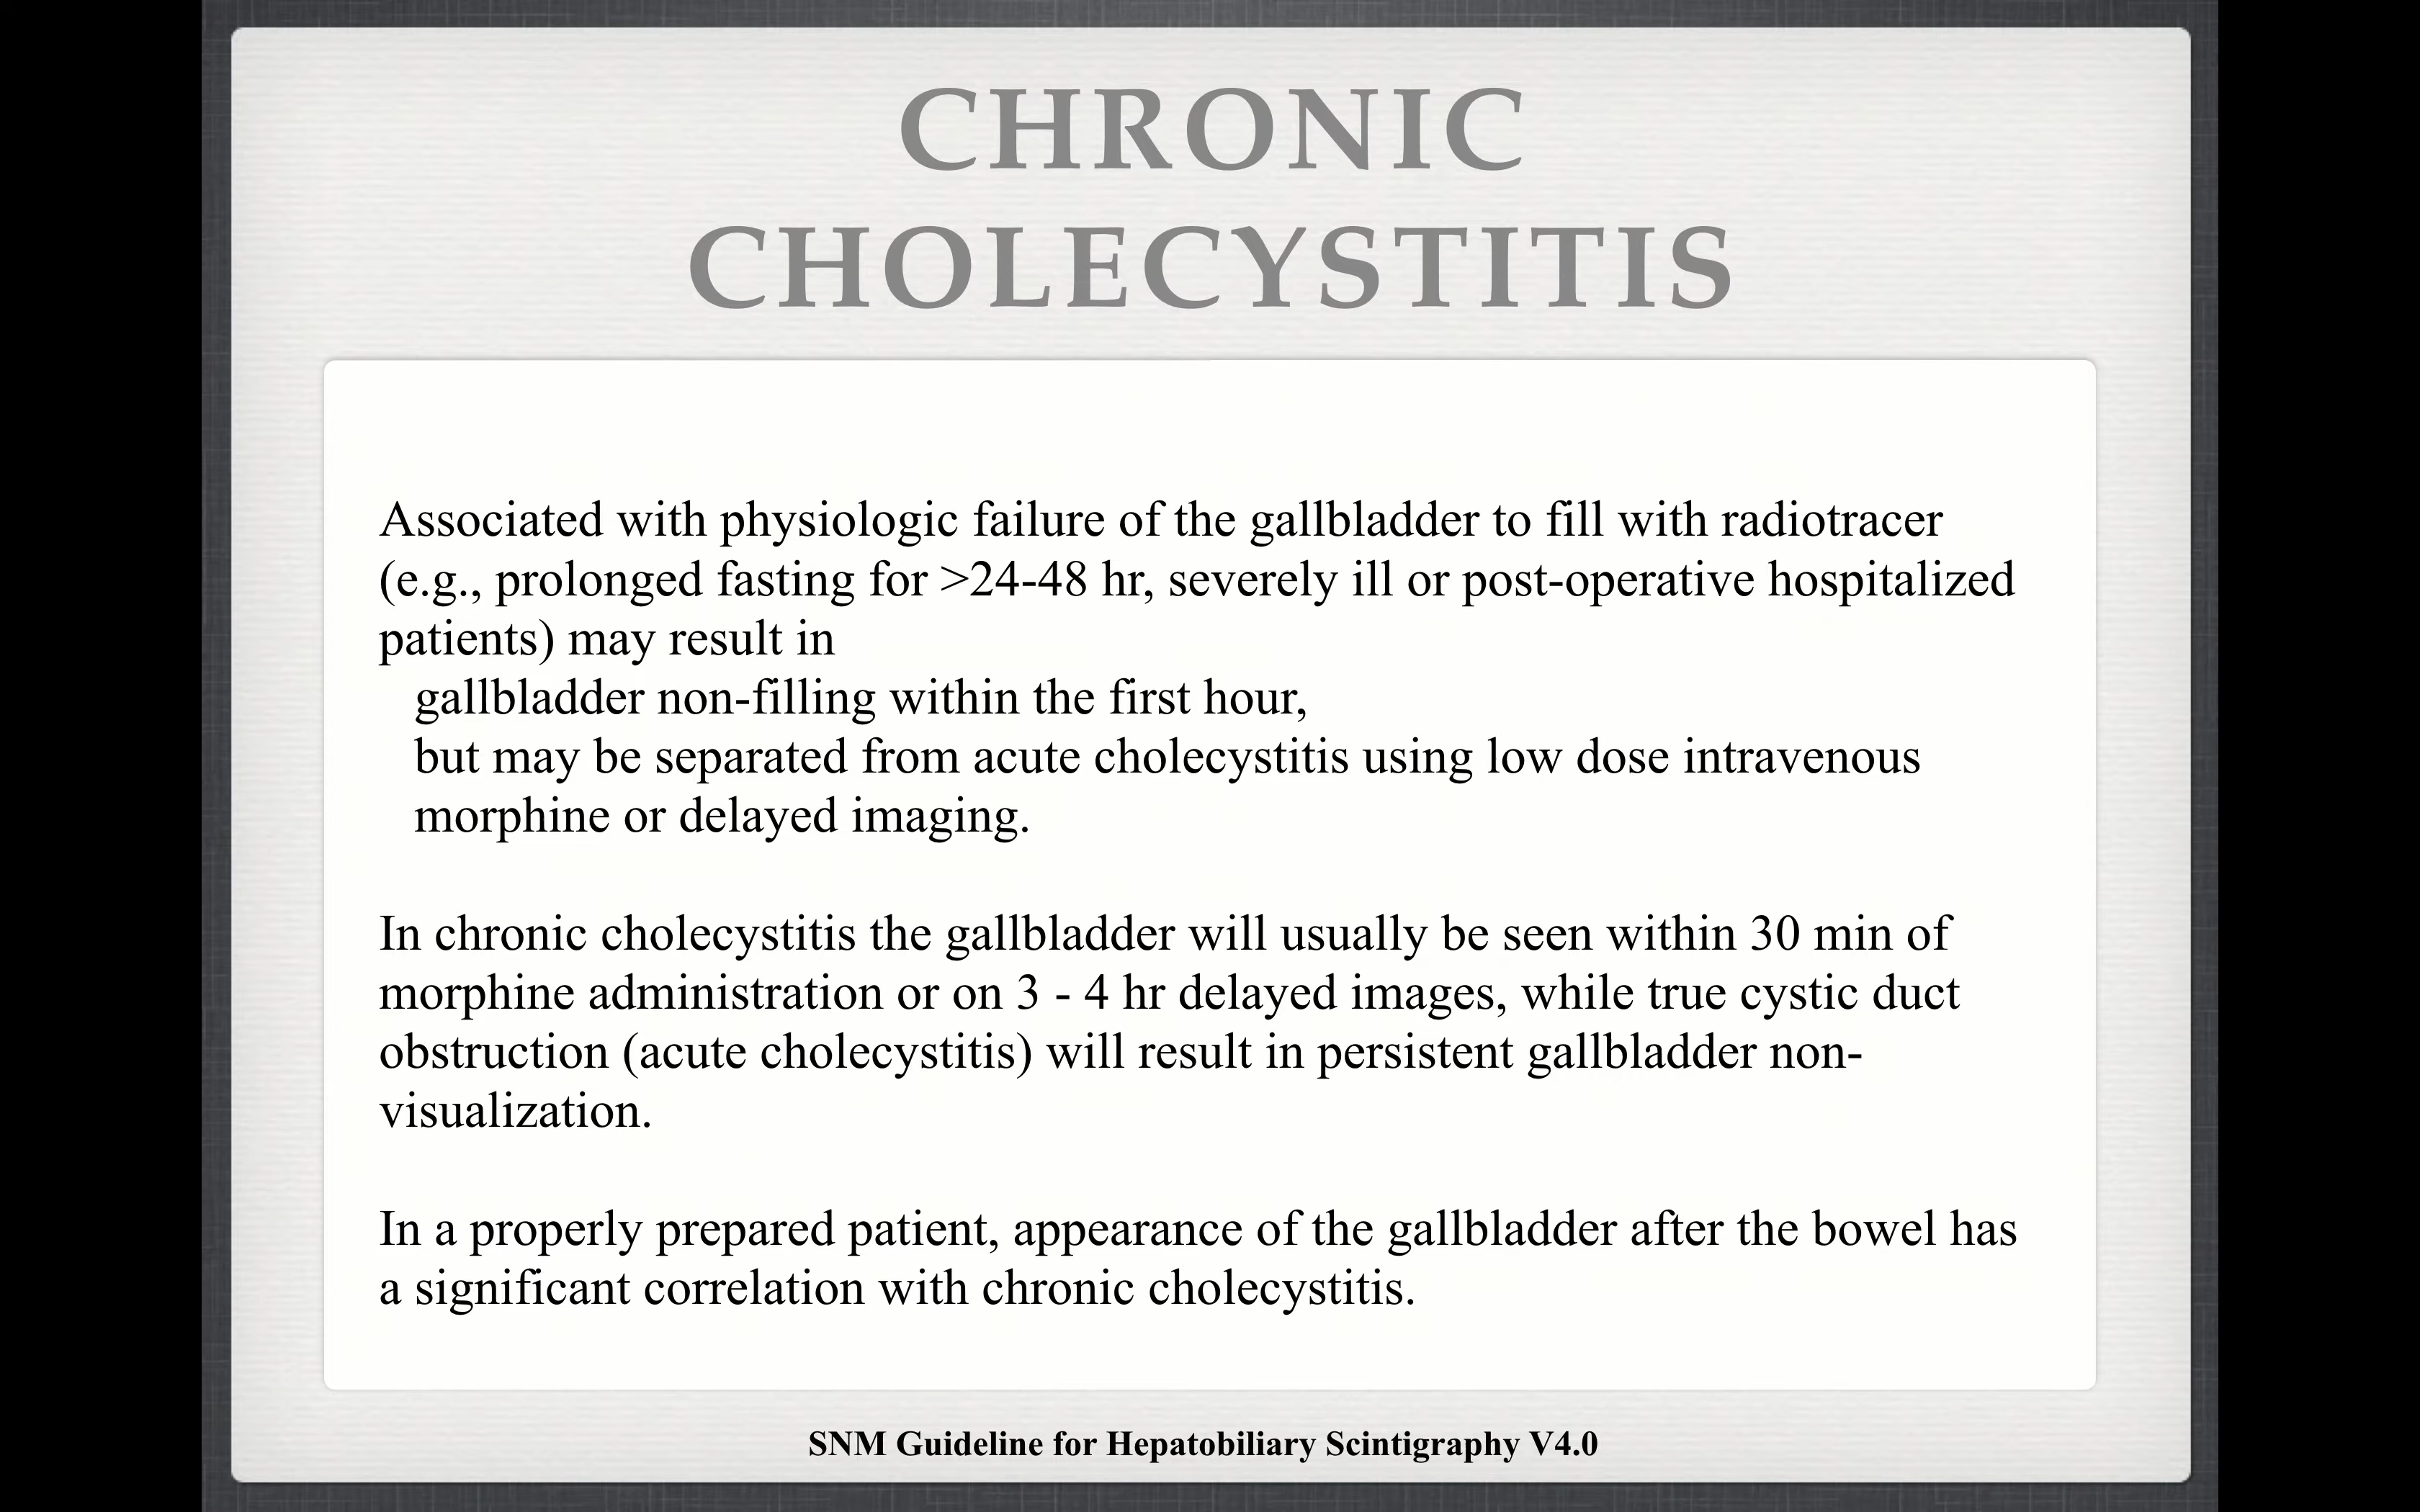 CHRONIC
CHOLECYSTITIS
Associated with physiologic failure of the gallbladder to fill with radiotracer
(e.g., prolonged fasting for >24-48 hr, severely ill or post-operative hospitalized
patients) may result in
gallbladder non-filling within the first hour,
but may be separated from acute cholecystitis using low dose intravenous
morphine or delayed imaging.
In chronic cholecystitis the gallbladder will usually be seen within 30 min of
morphine administration or on 3 - 4 hr delayed images, while true cystic duct
obstruction (acute cholecystitis) will result in persistent gallbladder non-
visualization.
In a properly prepared patient, appearance of the gallbladder after the bowel has
a significant correlation with chronic cholecystitis.
SNM Guideline for Hepatobiliary Scintigraphy V4.0